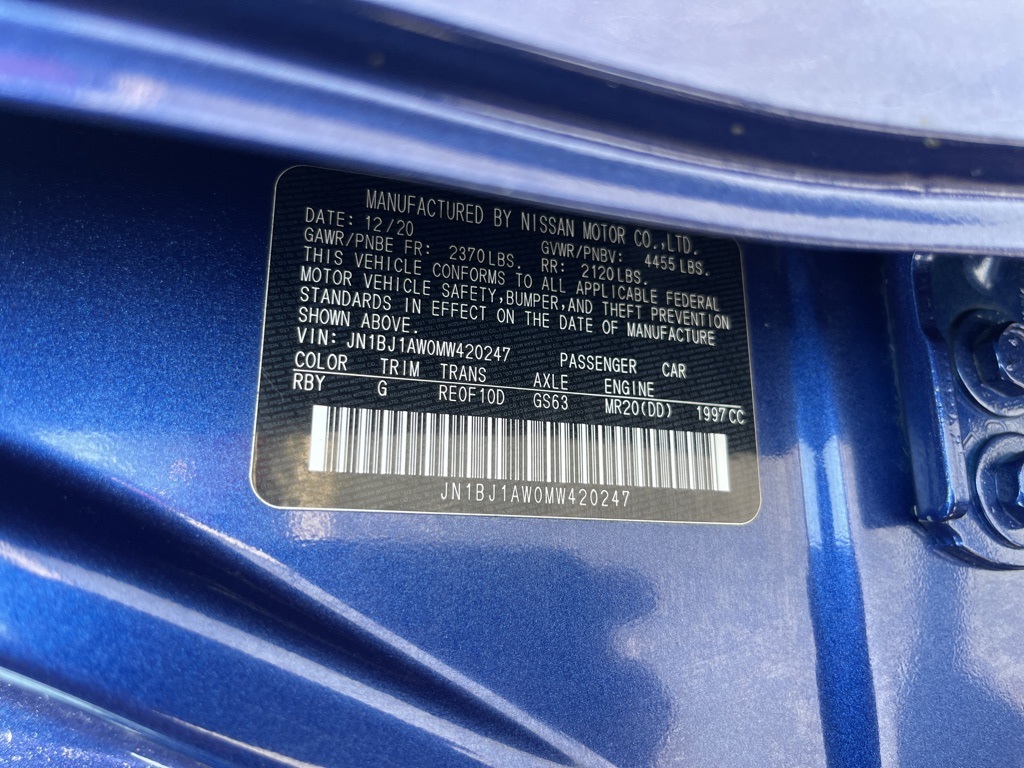 MANUFACTURED BY NISSAN MOTOR CO.,LTD.
DATE: 12/20 GVWR/PNBV: 4455 LBS.
GAWR/PNBE FR: 2370LBS. RR: 2120LBS.
THIS VEHICLE CONFORMS TO ALL APPLICABLE FEDERAL
MOTOR VEHICLE SAFETY,BUMPER,AND THEFT PREVENTION
STANDARDS IN EFFECT ON THE DATE OF MANUFACTURE
SHOWN ABOVE.
VIN: JN1BJ1AW0MW420247 PASSENGER CAR
COLOR TRIM TRANS AXLE ENGINE
RBY G RE0F10D GS63 MR20(DD) 1997CC
JN1BJ1AW0MW420247